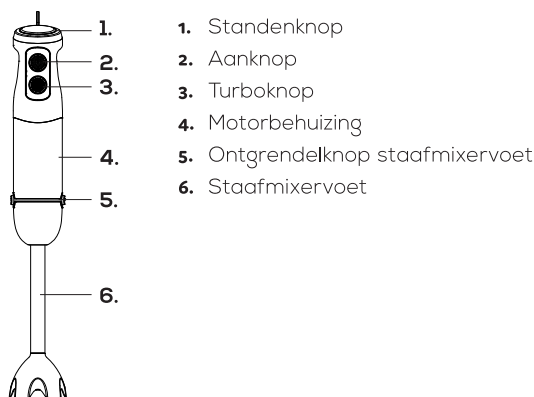 1.
2.
3.
4.
5.
6.
1. Standenknop
2. Aanknop
3. Turboknop
4. Motorbehuizing
5. Ontgrendelknop staafmixervoet
6. Staafmixervoet